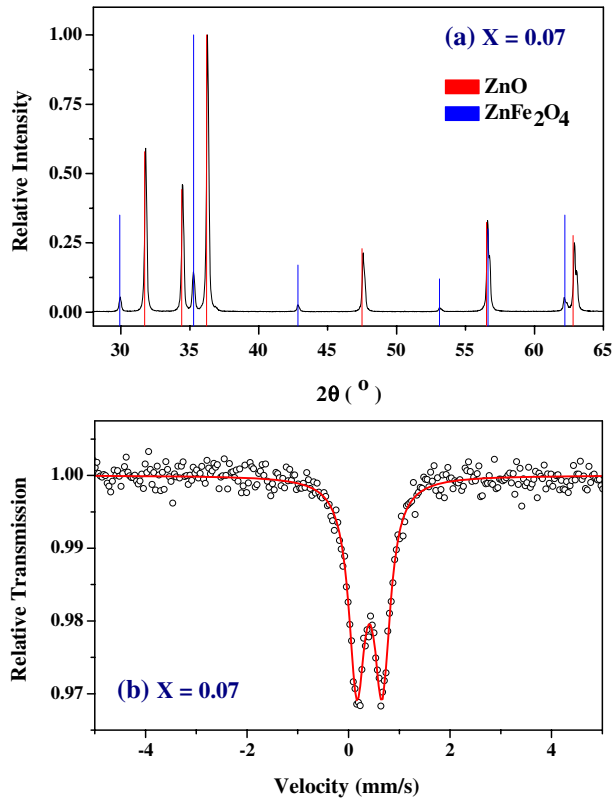 (a) X = 0.07
ZnO
ZnFe2O4
Relative Intensity
1.00
0.75
0.50
0.25
0.00
30 35 40 45 50 55 60 65
2θ ( o )
Relative Transmission
1.00
0.99
0.98
0.97
(b) X = 0.07
-4 -2 0 2 4
Velocity (mm/s)